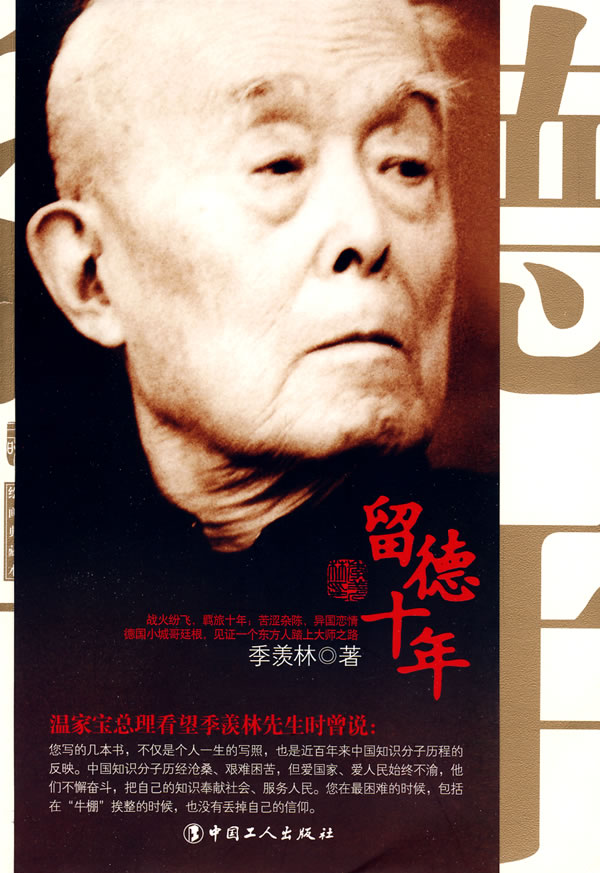 留德十年
战火纷飞，羁旅十年；苦涩杂陈，异国恋情
德国小城哥廷根，见证一个东方人踏上大师之路
季羡林◎著
温家宝总理看望季羡林先生时曾说：
您写的几本书，不仅是个人一生的写照，也是近百年来中国知识分子历程的
反映。中国知识分子历经沧桑、艰难困苦，但爱国家、爱人民始终不渝，他
们不懈奋斗，把自己的知识奉献社会、服务人民。您在最困难的时候，包括
在“牛棚”挨整的时候，也没有丢掉自己的信仰。
中国工人出版社